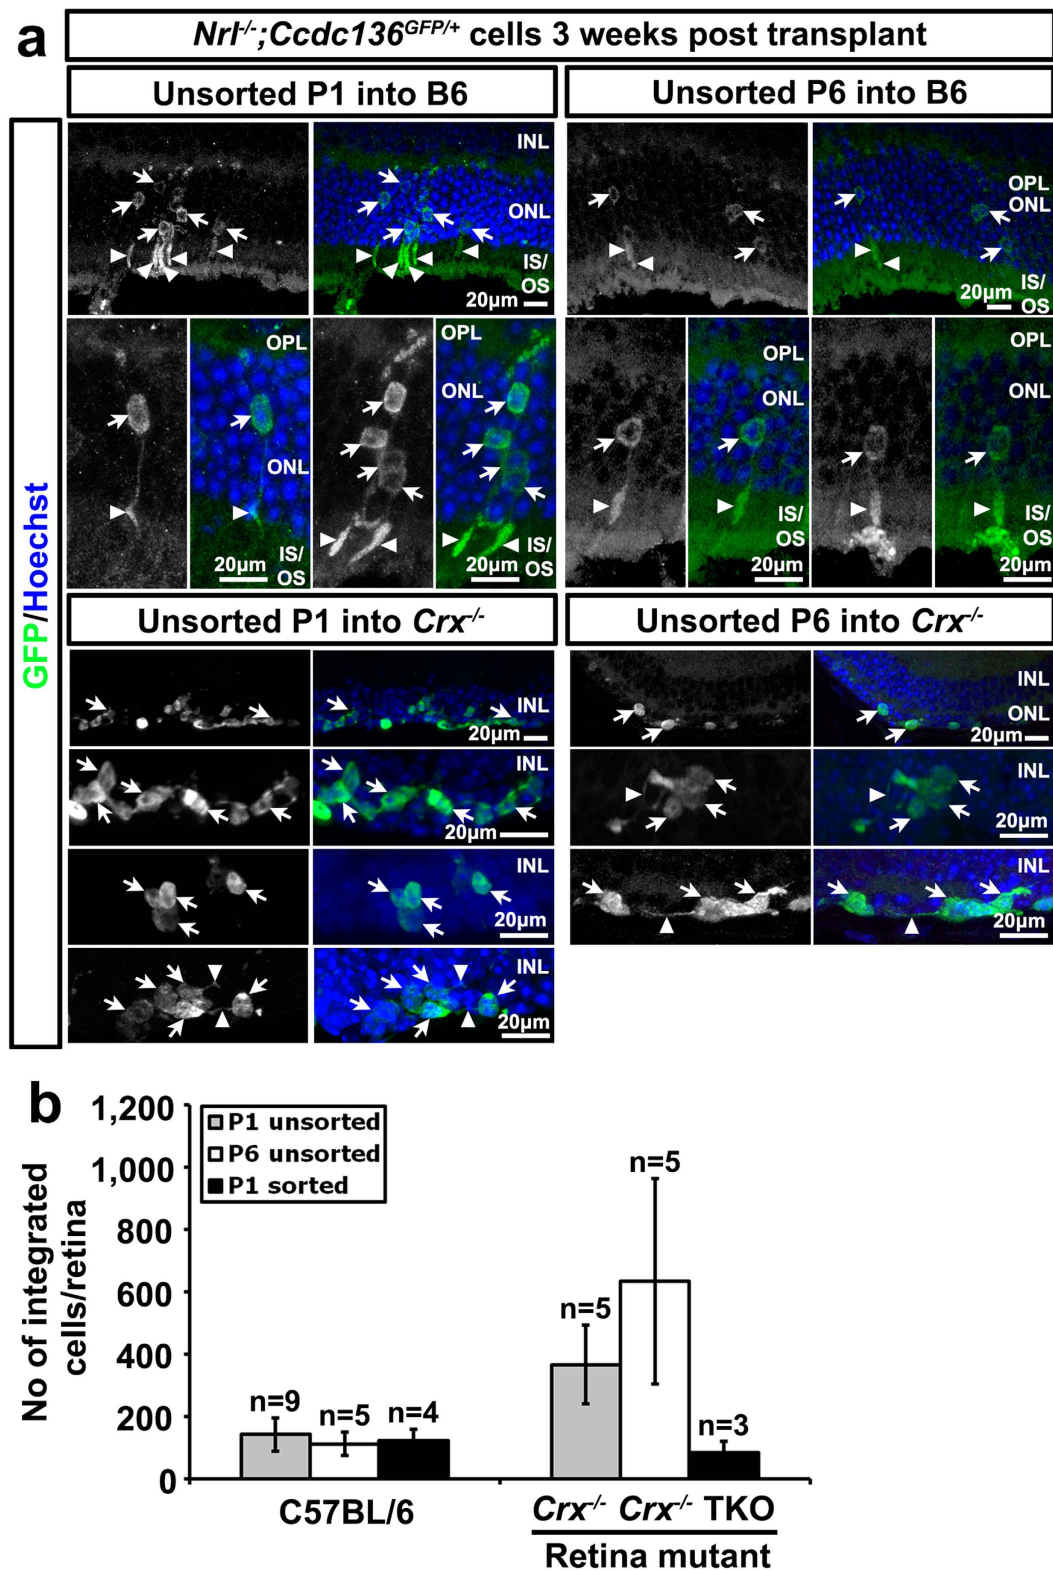 a
Nrl-/-;Ccdc136GFP/+ cells 3 weeks post transplant
Unsorted P1 into B6
Unsorted P6 into B6
GFP/Hoechst
INL
ONL
IS/
OS
20µm
OPL
ONL
IS/
OS
20µm
OPL
ONL
IS/
OS
20µm
ONL
IS/
OS
20µm
OPL
ONL
IS/
OS
20µm
OPL
ONL
IS/
OS
20µm
Unsorted P1 into Crx-/-
Unsorted P6 into Crx-/-
INL
20µm
INL
ONL
20µm
INL
20µm
INL
20µm
INL
20µm
INL
20µm
INL
20µm
b
1,200
1,000
800
600
400
200
0
No of integrated
cells/retina
P1 unsorted
P6 unsorted
P1 sorted
n=9
n=5
n=4
n=5
n=5
n=3
C57BL/6
Crx-/- Crx-/- TKO
Retina mutant